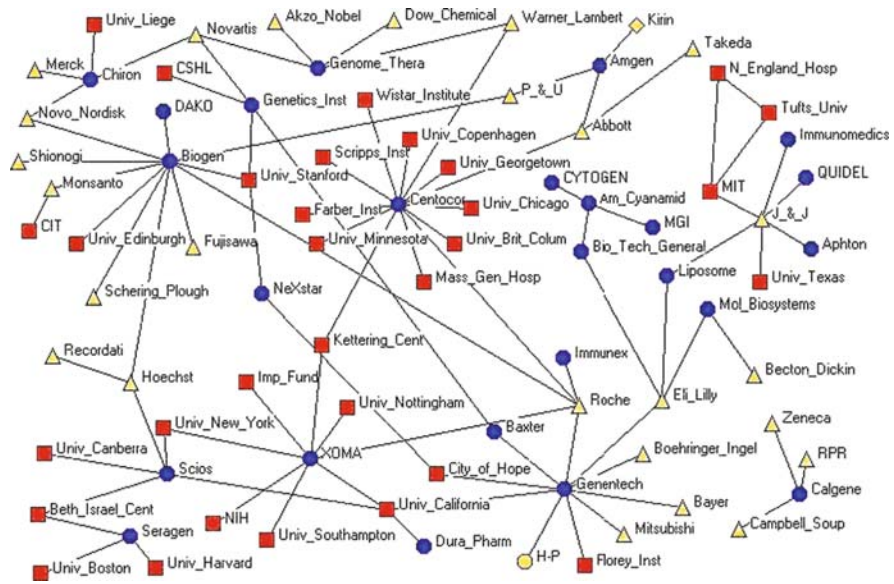 Univ_Liege
Novartis
Akzo_Nobel
Dow_Chemical
Warner_Lambert
Kirin
Merck
Chiron
Genome_Thera
Amgen
Takeda
CSHL
N_England_Hosp
Novo_Nordisk
DAKO
Genetics_Inst
Wistar_Institute
P_&_U
Tufts_Univ
Univ_Copenhagen
Abbott
Immunomedics
Shionogi
Biogen
Scripps_Inst
Univ_Georgetown
Monsanto
Univ_Stanford
CYTOGEN
QUIDEL
MIT
Centocor
Am_Cyanamid
Univ_Chicago
CIT
Farber_Inst
MGI
J_&_J
Univ_Edinburgh
Fujisawa
Univ_Minnesota
Univ_Brit_Colum
Bio_Tech_General
Aphton
Schering_Plough
NeXstar
Mass_Gen_Hosp
Liposome
Univ_Texas
Mol_Biosystems
Recordati
Kettering_Cent
Immunex
Hoechst
Imp_Fund
Becton_Dickin
Univ_Nottingham
Roche
Eli_Lilly
Univ_New_York
Baxter
Zeneca
Univ_Canberra
XOMA
Boehringer_Ingel
RPR
Scios
City_of_Hope
Genentech
Calgene
Beth_Israel_Cent
NIH
Univ_California
Bayer
Seragen
Mitsubishi
Campbell_Soup
Univ_Southampton
Dura_Pharm
Univ_Boston
Univ_Harvard
H-P
Florey_Inst